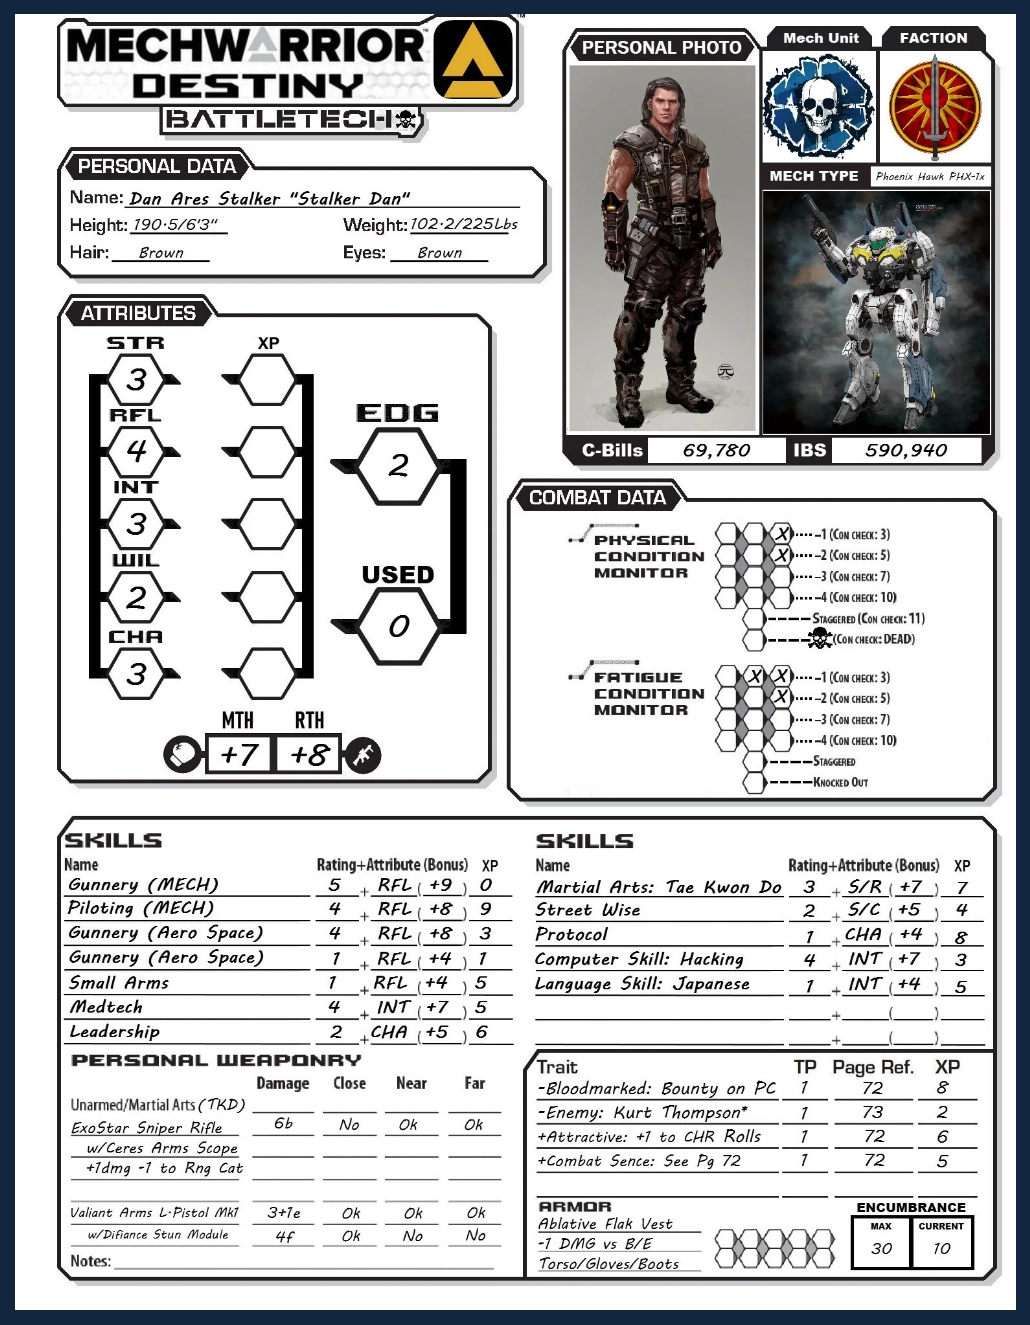 MECHWARRIOR™
DESTINY
BATTLETECH
™
PERSONAL PHOTO
Mech Unit
FACTION
MECH TYPE
Phoenix Hawk PHX-1x
C-Bills
69,780
IBS
590,940
PERSONAL DATA
Name: Dan Ares Stalker "Stalker Dan"
Height: 190·5/6'3"
Weight: 102·2/225Lbs
Hair: Brown
Eyes: Brown
ATTRIBUTES
STR
XP
3
RFL
4
INT
3
WIL
2
CHA
3
EDG
2
USED
0
MTH RTH
+7 +8
COMBAT DATA
PHYSICAL
CONDITION
MONITOR
X -1 (Con check: 3)
X -2 (Con check: 5)
-3 (Con check: 7)
-4 (Con check: 10)
Staggered (Con check: 11)
(Con check: DEAD)
FATIGUE
CONDITION
MONITOR
X X -1 (Con check: 3)
X -2 (Con check: 5)
-3 (Con check: 7)
-4 (Con check: 10)
Staggered
Knocked Out
SKILLS
Name Rating+Attribute (Bonus) XP
Gunnery (MECH) 5 + RFL ( +9 ) 0
Piloting (MECH) 4 + RFL ( +8 ) 9
Gunnery (Aero Space) 4 + RFL ( +8 ) 3
Gunnery (Aero Space) 1 + RFL ( +4 ) 1
Small Arms 1 + RFL ( +4 ) 5
Medtech 4 + INT ( +7 ) 5
Leadership 2 + CHA ( +5 ) 6
SKILLS
Name Rating+Attribute (Bonus) XP
Martial Arts: Tae Kwon Do 3 + S/R ( +7 ) 7
Street Wise 2 + S/C ( +5 ) 4
Protocol 1 + CHA ( +4 ) 8
Computer Skill: Hacking 4 + INT ( +7 ) 3
Language Skill: Japanese 1 + INT ( +4 ) 5
+ ( )
+ ( )
PERSONAL WEAPONRY
Damage Close Near Far
Unarmed/Martial Arts (TKD)
ExoStar Sniper Rifle 6b No Ok Ok
w/Ceres Arms Scope
+1dmg -1 to Rng Cat
Valiant Arms L·Pistol Mk1 3+1e Ok Ok Ok
w/Difiance Stun Module 4f Ok No No
Notes:
Trait TP Page Ref. XP
-Bloodmarked: Bounty on PC 1 72 8
-Enemy: Kurt Thompson* 1 73 2
+Attractive: +1 to CHR Rolls 1 72 6
+Combat Sence: See Pg 72 1 72 5
ARMOR
Ablative Flak Vest
-1 DMG vs B/E
Torso/Gloves/Boots
ENCUMBRANCE
MAX CURRENT
30 10